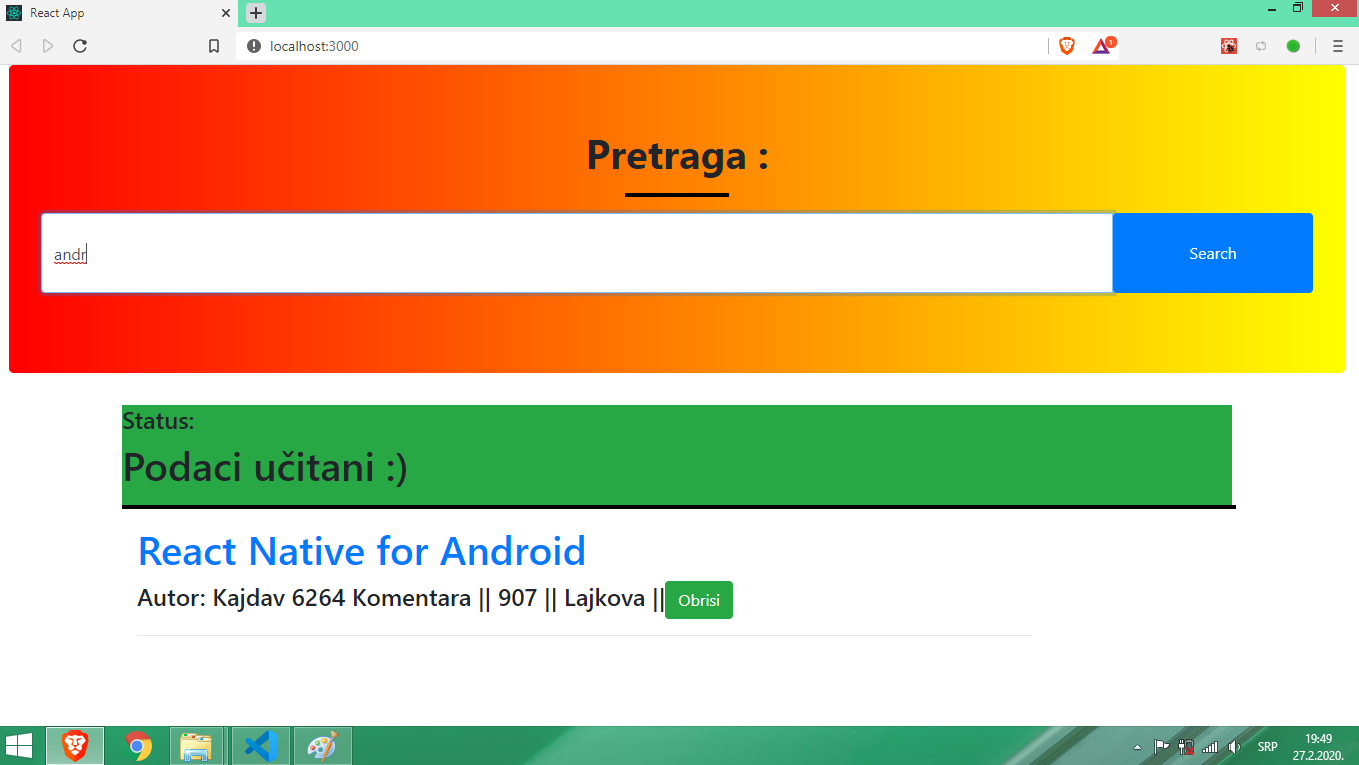 React App
localhost:3000
1
Pretraga :
andr
Search
Status:
Podaci učitani :)
React Native for Android
Autor: Kajdav 6264 Komentara || 907 || Lajkova ||Obrisi
SRP
19:49
27.2.2020.